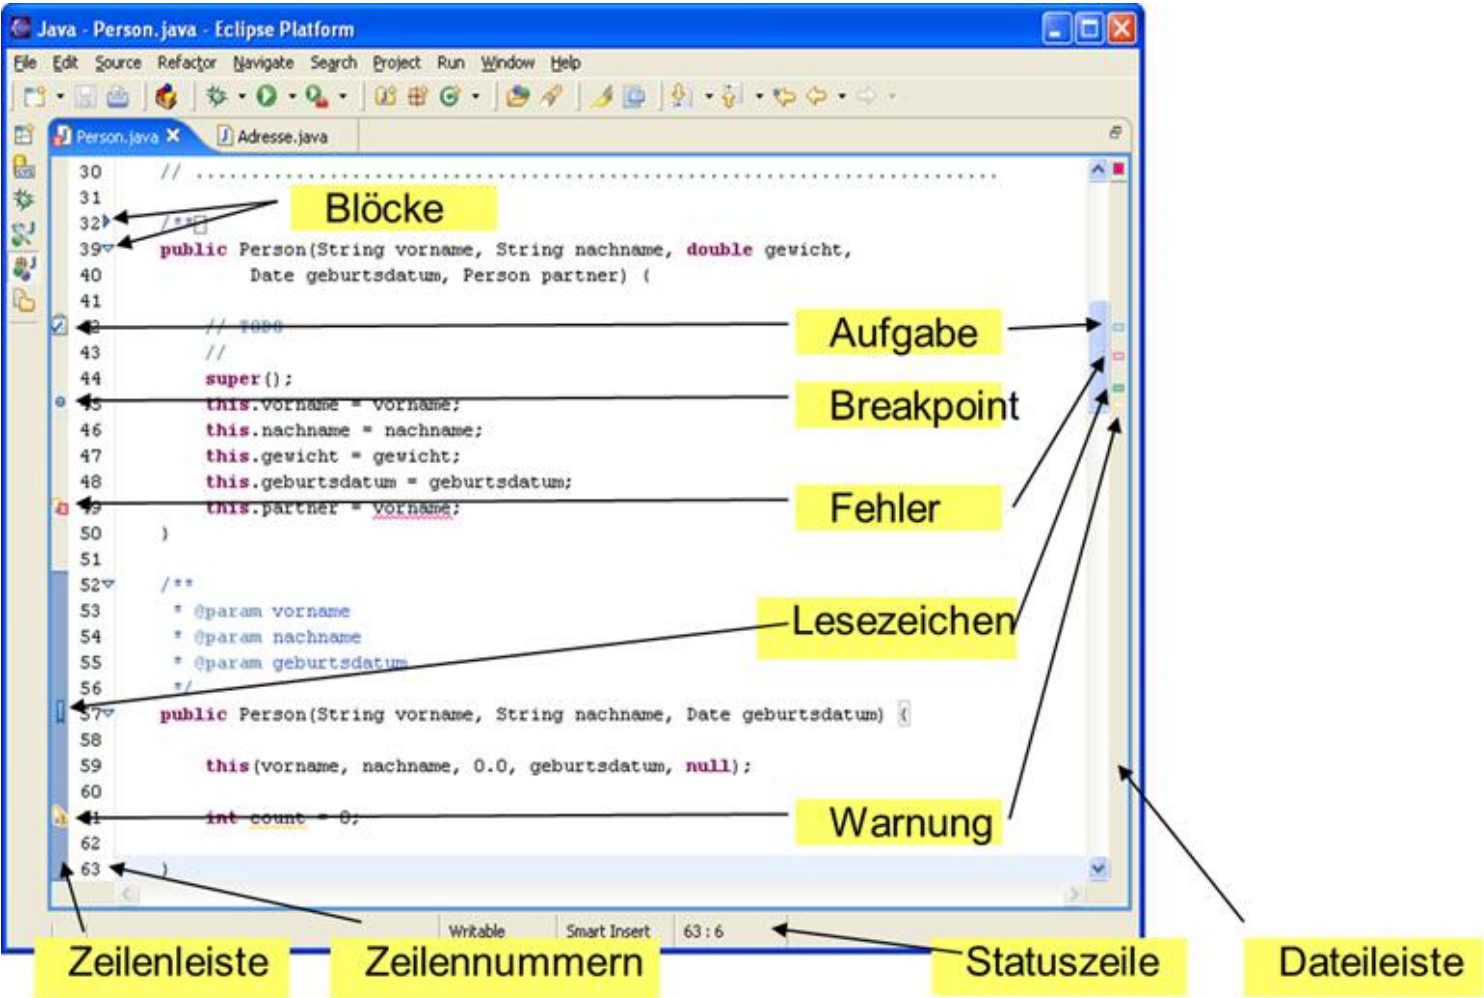 Java - Person.java - Eclipse Platform
File Edit Source Refactor Navigate Search Project Run Window Help
Person.java Adresse.java
30 // ........................................................................
31
Blöcke
32 /**
39 public Person(String vorname, String nachname, double gewicht,
40 Date geburtsdatum, Person partner) {
41
42 // TODO
Aufgabe
43 //
44 super();
45 this.vorname = vorname;
Breakpoint
46 this.nachname = nachname;
47 this.gewicht = gewicht;
48 this.geburtsdatum = geburtsdatum;
49 this.partner = vorname;
Fehler
50 }
51
52 /**
53 * @param vorname
Lesezeichen
54 * @param nachname
55 * @param geburtsdatum
56 */
57 public Person(String vorname, String nachname, Date geburtsdatum) {
58
59 this(vorname, nachname, 0.0, geburtsdatum, null);
60
61 int count = 0;
Warnung
62
63 }
Writable Smart Insert 63 : 6
Zeilenleiste Zeilennummern Statuszeile Dateileiste